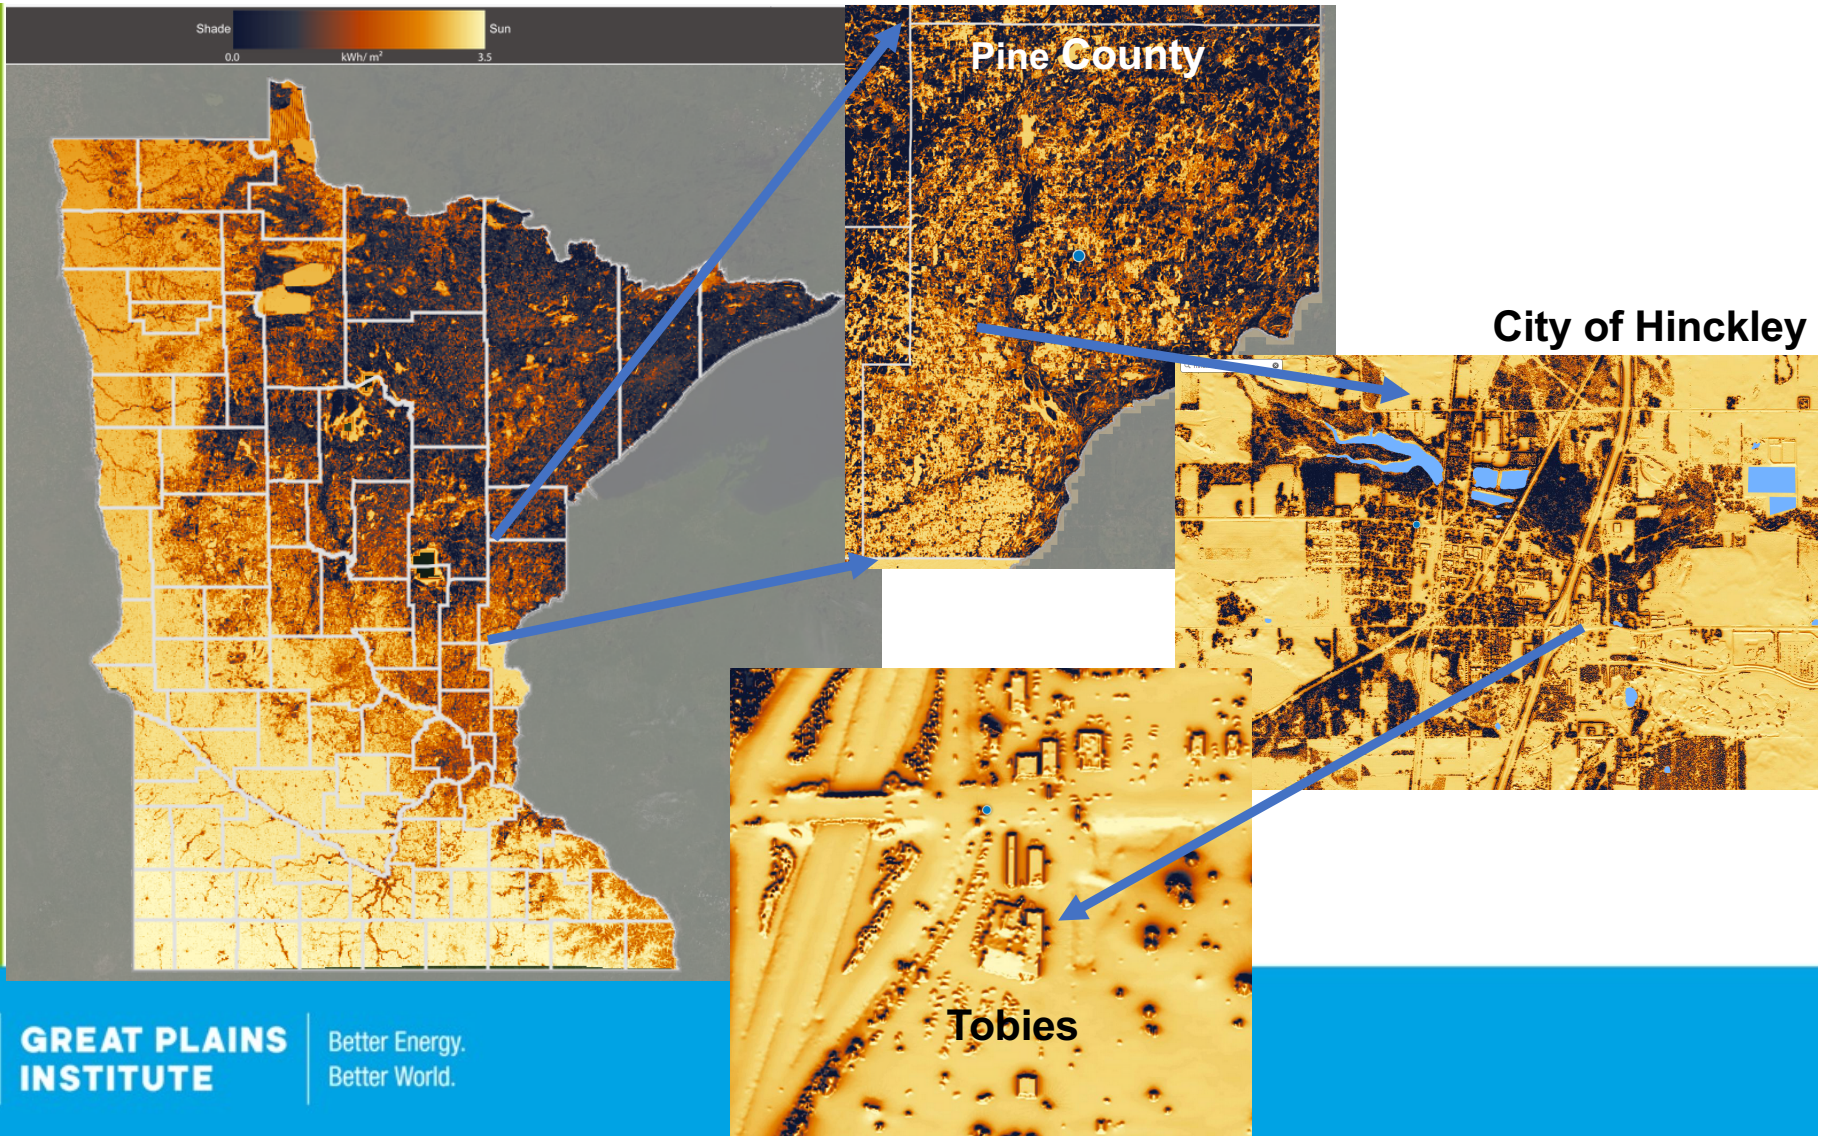 Shade
Sun
0.0
kWh/ m²
3.5
Pine County
City of Hinckley
Tobies
GREAT PLAINS
INSTITUTE
Better Energy.
Better World.